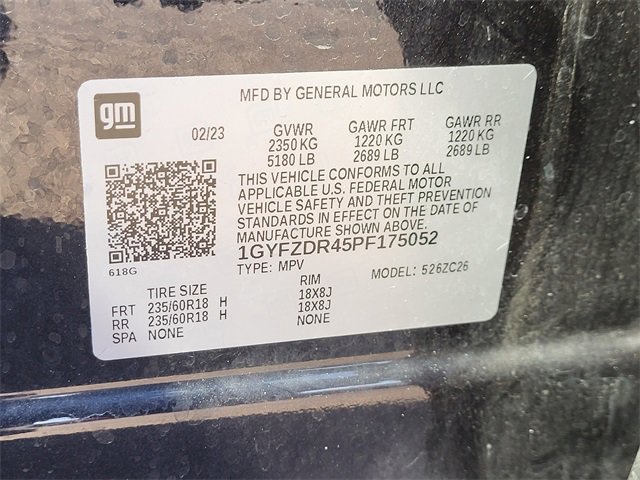 gm
MFD BY GENERAL MOTORS LLC
02/23
GVWR GAWR FRT GAWR RR
2350 KG 1220 KG 1220 KG
5180 LB 2689 LB 2689 LB
THIS VEHICLE CONFORMS TO ALL
APPLICABLE U.S. FEDERAL MOTOR
VEHICLE SAFETY AND THEFT PREVENTION
STANDARDS IN EFFECT ON THE DATE OF
MANUFACTURE SHOWN ABOVE.
1GYFZDR45PF175052
TYPE: MPV MODEL: 526ZC26
618G
TIRE SIZE RIM
FRT 235/60R18 H 18X8J
RR 235/60R18 H 18X8J
SPA NONE NONE